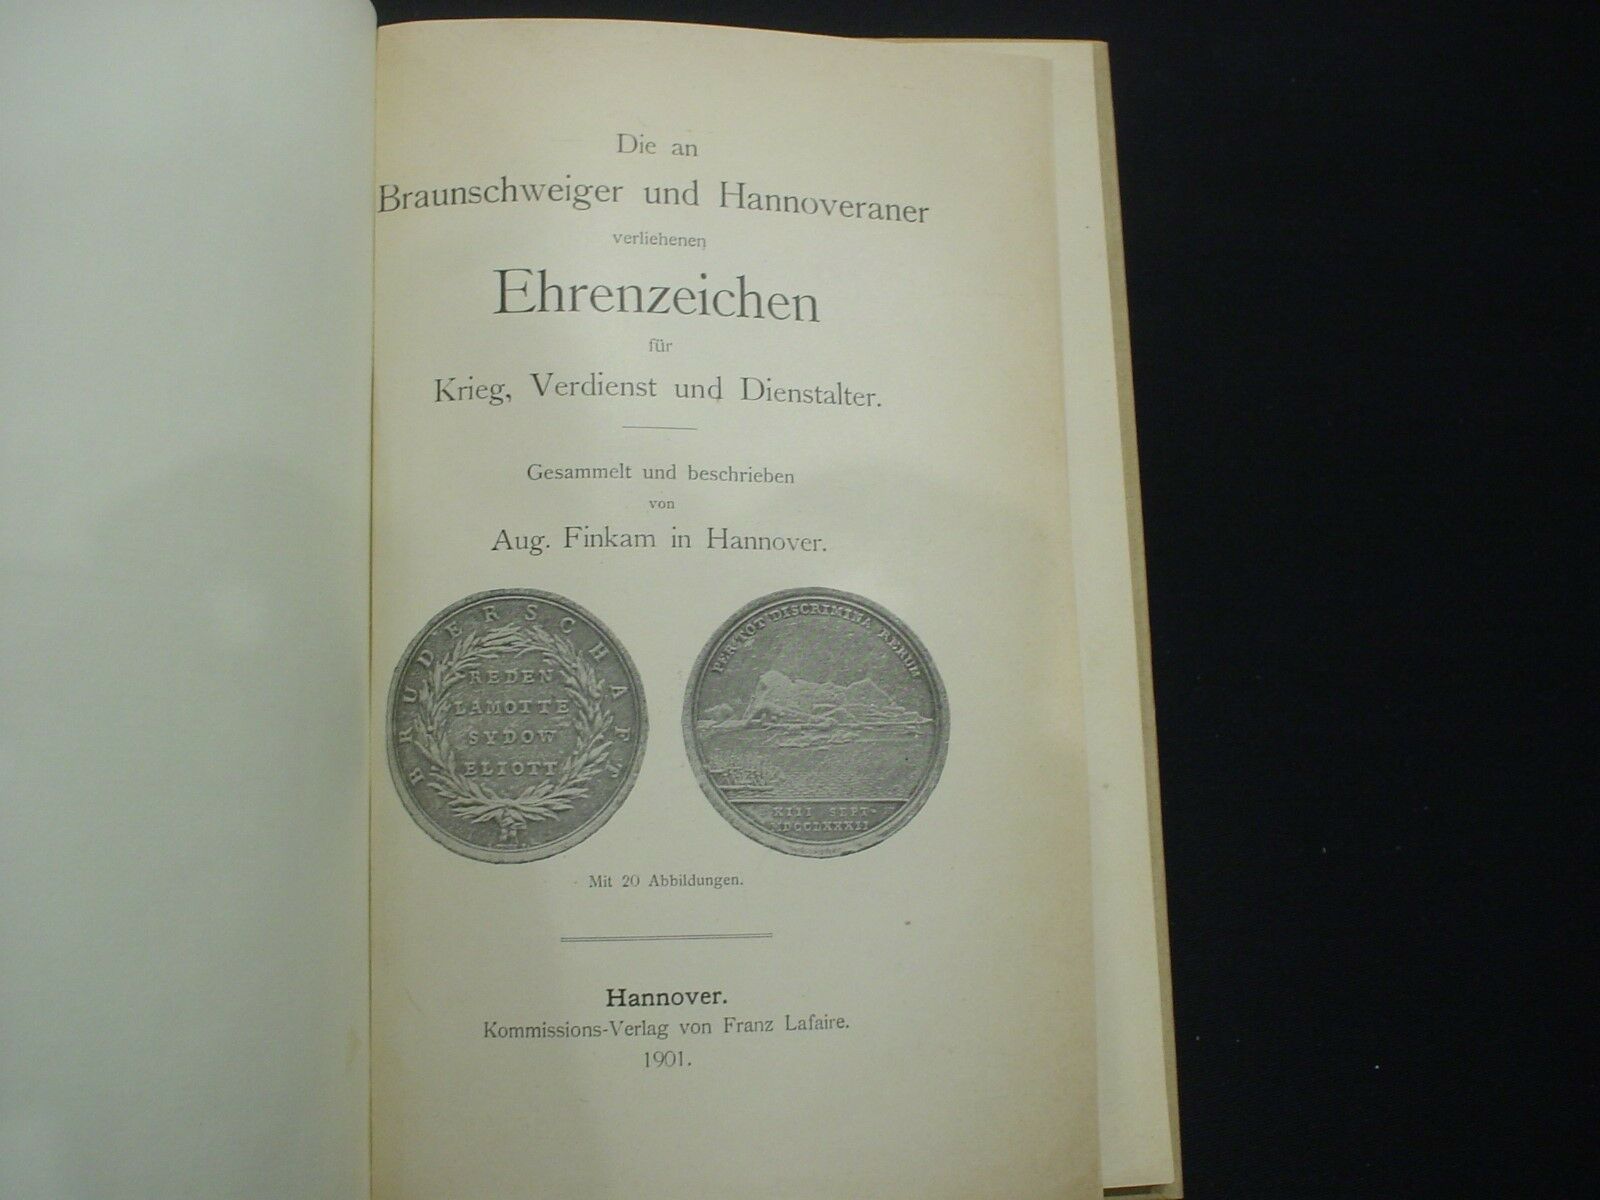 Die an
Braunschweiger und Hannoveraner
verliehenen
Ehrenzeichen
für
Krieg, Verdienst und Dienstalter.
Gesammelt und beschrieben
von
Aug. Finkam in Hannover.
BRUDERSCHAFT
REDEN
LAMOTTE
SYDOW
ELIOTT
PER·TOT·DISCRIMINA RERUM
XIII SEPT·
MDCCLXXXII
Mit 20 Abbildungen.
Hannover.
Kommissions-Verlag von Franz Lafaire.
1901.